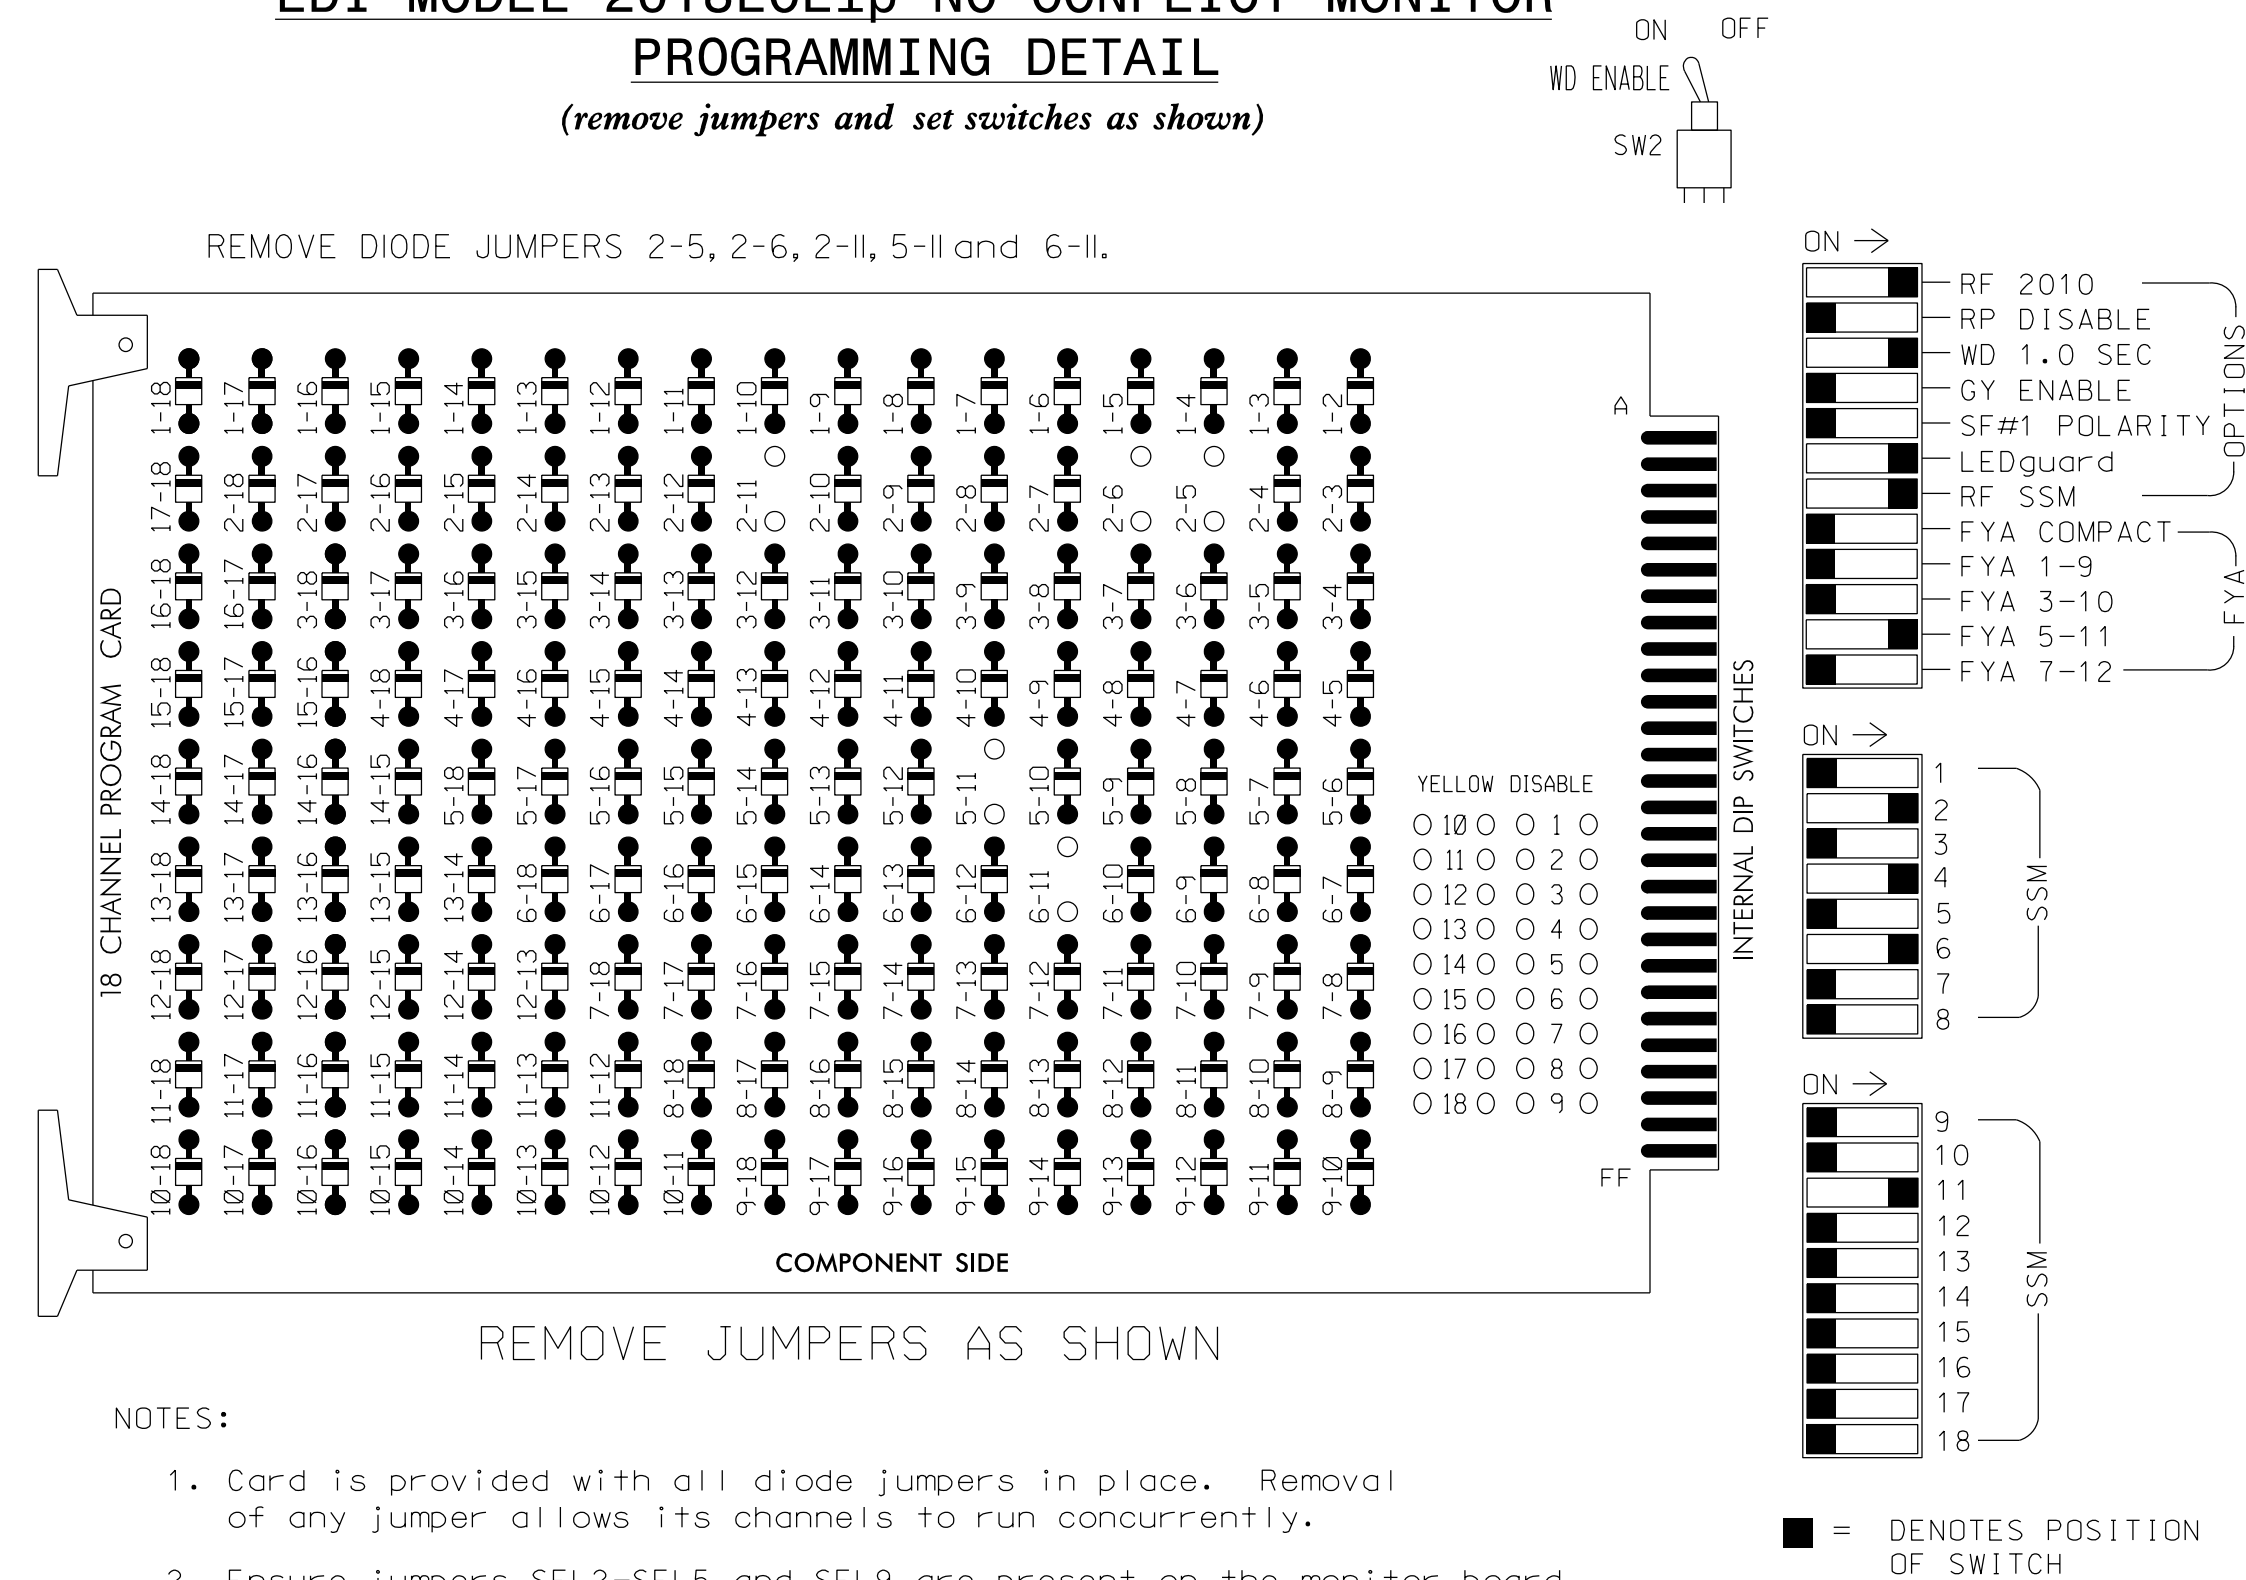 PROGRAMMING DETAIL
(remove jumpers and set switches as shown)
ON OFF
WD ENABLE
SW2
REMOVE DIODE JUMPERS 2-5, 2-6, 2-11, 5-11 and 6-11.
18 CHANNEL PROGRAM CARD
1-18 1-17 1-16 1-15 1-14 1-13 1-12 1-11 1-10 1-9 1-8 1-7 1-6 1-5 1-4 1-3 1-2
17-18 2-18 2-17 2-16 2-15 2-14 2-13 2-12 2-11 2-10 2-9 2-8 2-7 2-6 2-5 2-4 2-3
16-18 16-17 3-18 3-17 3-16 3-15 3-14 3-13 3-12 3-11 3-10 3-9 3-8 3-7 3-6 3-5 3-4
15-18 15-17 15-16 4-18 4-17 4-16 4-15 4-14 4-13 4-12 4-11 4-10 4-9 4-8 4-7 4-6 4-5
14-18 14-17 14-16 14-15 5-18 5-17 5-16 5-15 5-14 5-13 5-12 5-11 5-10 5-9 5-8 5-7 5-6
13-18 13-17 13-16 13-15 13-14 6-18 6-17 6-16 6-15 6-14 6-13 6-12 6-11 6-10 6-9 6-8 6-7
12-18 12-17 12-16 12-15 12-14 12-13 7-18 7-17 7-16 7-15 7-14 7-13 7-12 7-11 7-10 7-9 7-8
11-18 11-17 11-16 11-15 11-14 11-13 11-12 8-18 8-17 8-16 8-15 8-14 8-13 8-12 8-11 8-10 8-9
10-18 10-17 10-16 10-15 10-14 10-13 10-12 10-11 9-18 9-17 9-16 9-15 9-14 9-13 9-12 9-11 9-10
COMPONENT SIDE
YELLOW DISABLE
10 1
11 2
12 3
13 4
14 5
15 6
16 7
17 8
18 9
A
FF
INTERNAL DIP SWITCHES
ON
RF 2010
RP DISABLE
WD 1.0 SEC
GY ENABLE
SF#1 POLARITY
LEDguard
RF SSM
OPTIONS
FYA COMPACT
FYA 1-9
FYA 3-10
FYA 5-11
FYA 7-12
FYA
ON
1
2
3
4
5
6
7
8
SSM
ON
9
10
11
12
13
14
15
16
17
18
SSM
= DENOTES POSITION
OF SWITCH
REMOVE JUMPERS AS SHOWN
NOTES:
1. Card is provided with all diode jumpers in place. Removal
of any jumper allows its channels to run concurrently.